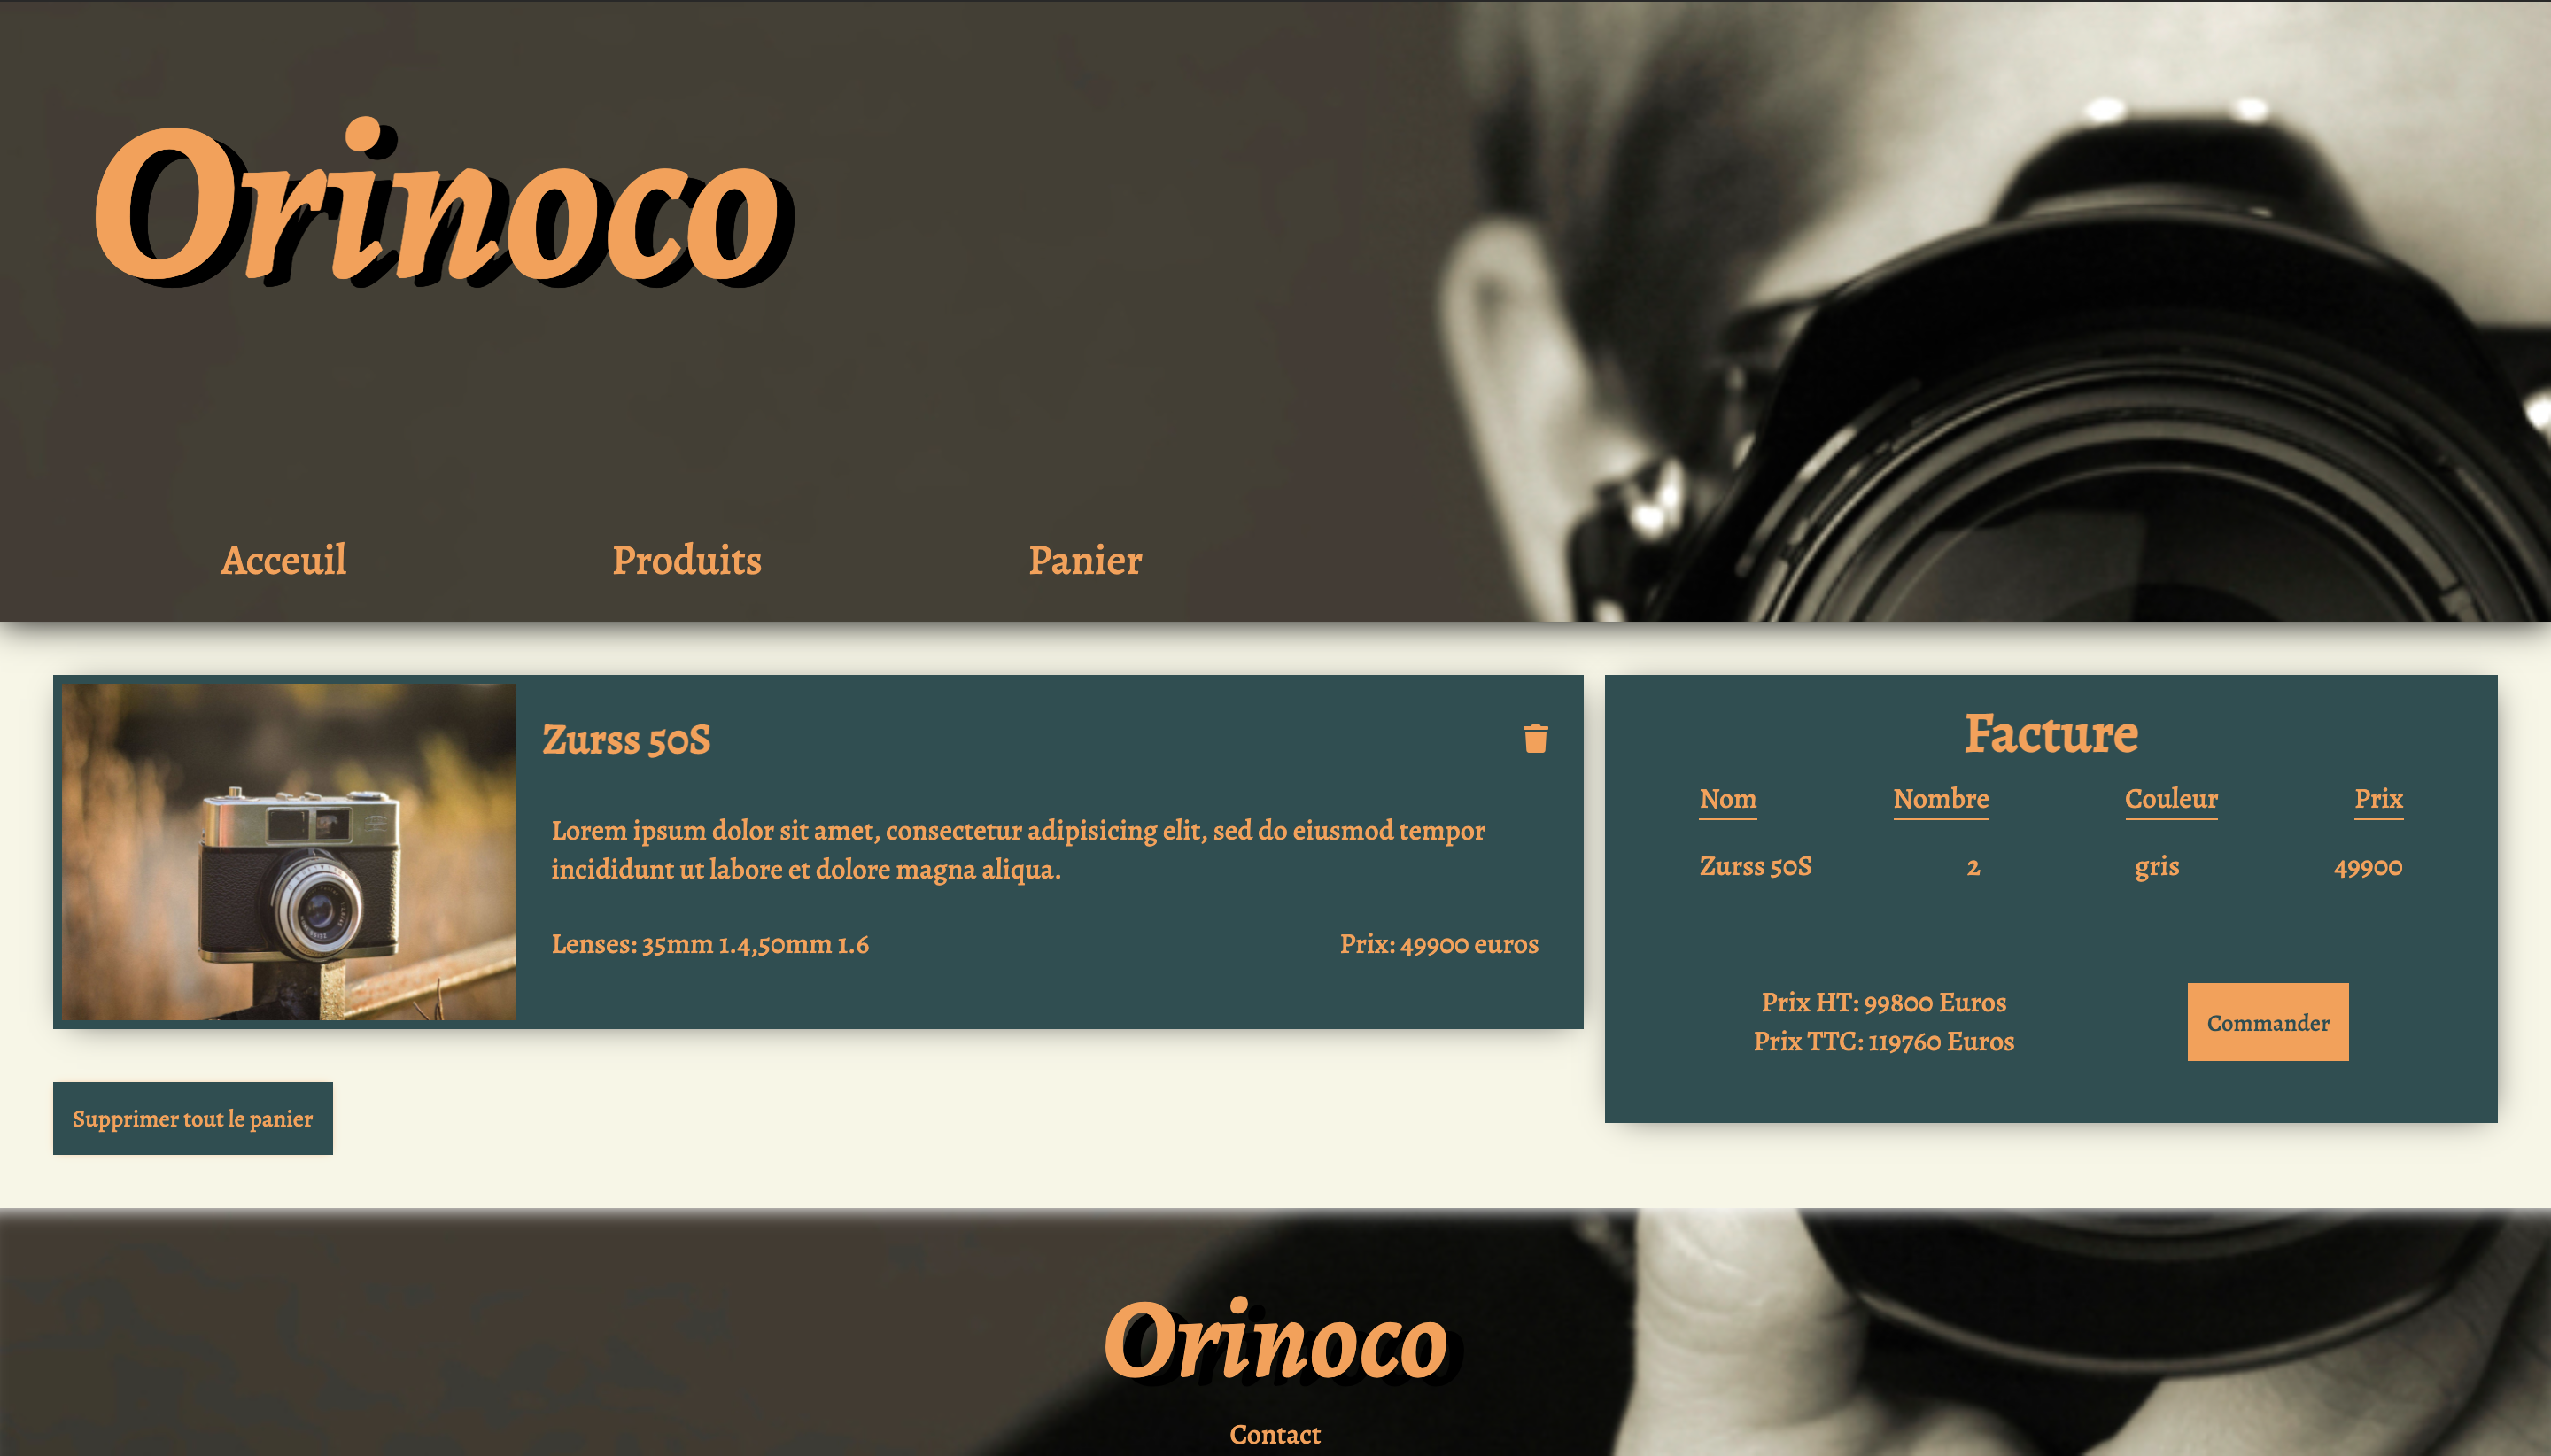 Orinoco
Acceuil
Produits
Panier
Zurss 50S
Lorem ipsum dolor sit amet, consectetur adipisicing elit, sed do eiusmod tempor
incididunt ut labore et dolore magna aliqua.
Lenses: 35mm 1.4,50mm 1.6
Prix: 49900 euros
Facture
Nom Nombre Couleur Prix
Zurss 50S 2 gris 49900
Prix HT: 99800 Euros
Prix TTC: 119760 Euros
Commander
Supprimer tout le panier
Orinoco
Contact